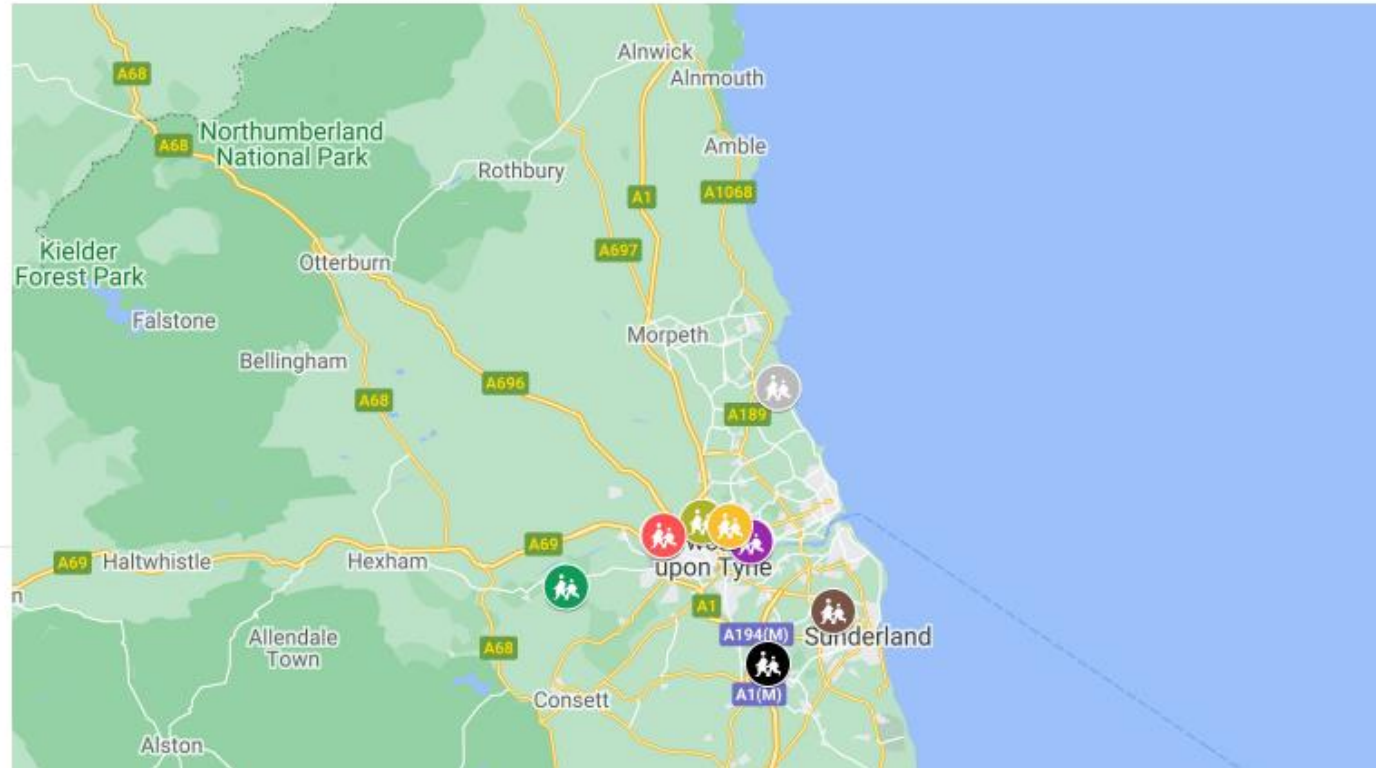 Alnwick
Alnmouth
A68
Northumberland
National Park
A68
Amble
Rothbury
A1
A1068
Kielder
Forest Park
A697
Otterburn
Falstone
Morpeth
Bellingham
A696
A68
A189
A69
A69
Haltwhistle
Hexham
upon Tyne
n
A1
Allendale
Town
A68
A194(M)
Sunderland
A1(M)
Consett
Alston